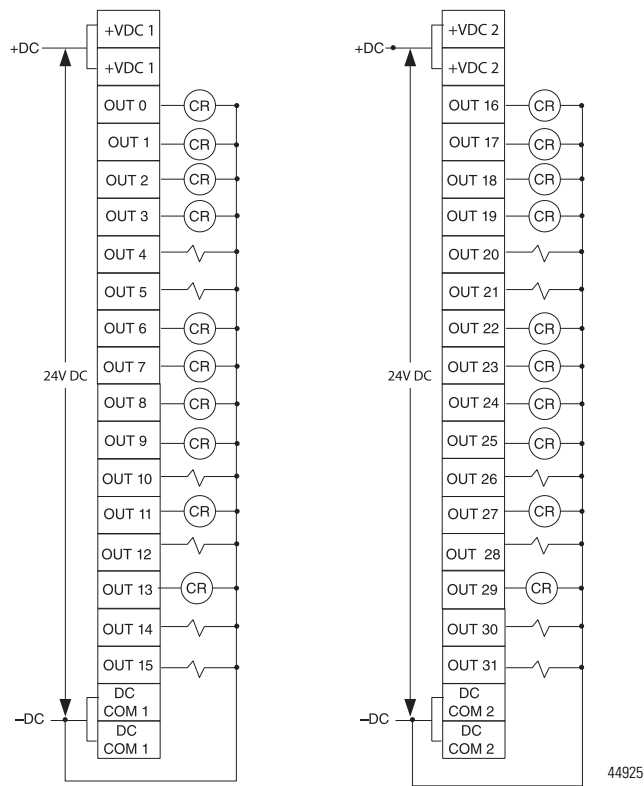 +VDC 1
+DC
+VDC 1
OUT 0 CR
OUT 1 CR
OUT 2 CR
OUT 3 CR
OUT 4
OUT 5
OUT 6 CR
OUT 7 CR
24V DC
OUT 8 CR
OUT 9 CR
OUT 10
OUT 11 CR
OUT 12
OUT 13 CR
OUT 14
OUT 15
DC
COM 1
–DC
DC
COM 1
+VDC 2
+DC
+VDC 2
OUT 16 CR
OUT 17 CR
OUT 18 CR
OUT 19 CR
OUT 20
OUT 21
OUT 22 CR
OUT 23 CR
24V DC
OUT 24 CR
OUT 25 CR
OUT 26
OUT 27 CR
OUT 28
OUT 29 CR
OUT 30
OUT 31
DC
COM 2
–DC
DC
COM 2
44925